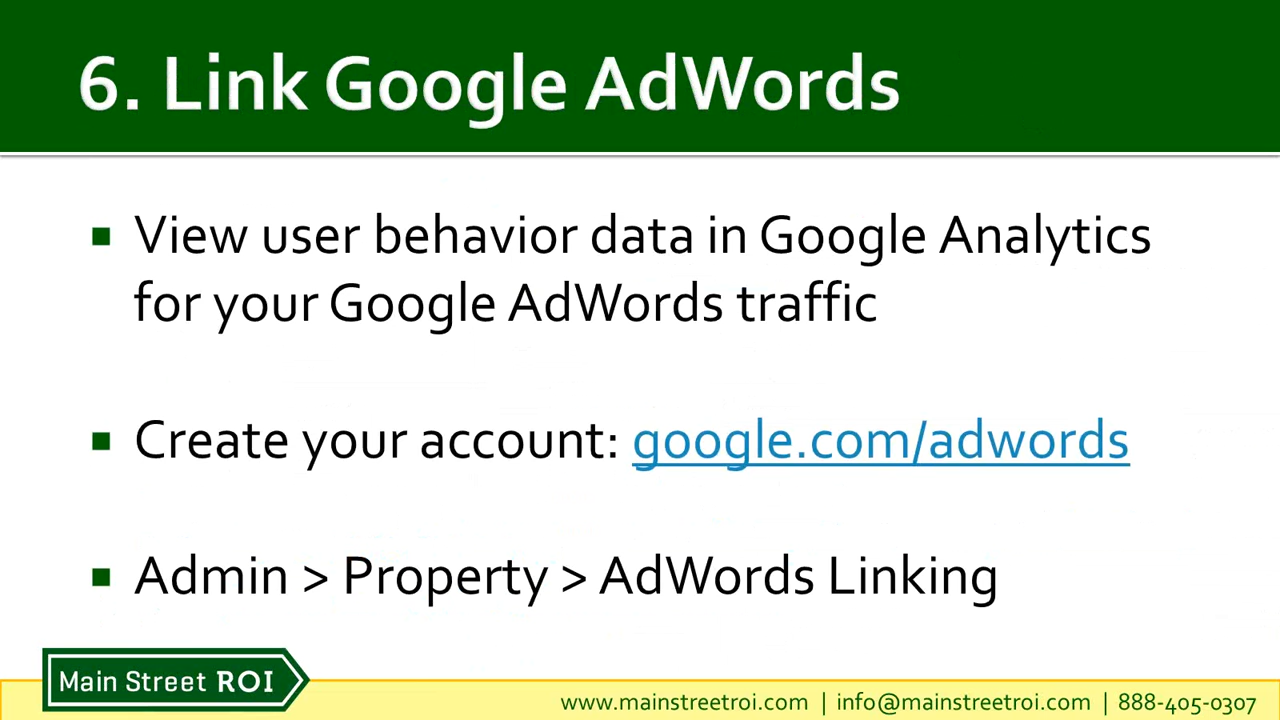 6. Link Google AdWords
▪ View user behavior data in Google Analytics
for your Google AdWords traffic
▪ Create your account: google.com/adwords
▪ Admin > Property > AdWords Linking
Main Street ROI
www.mainstreetroi.com | info@mainstreetroi.com | 888-405-0307